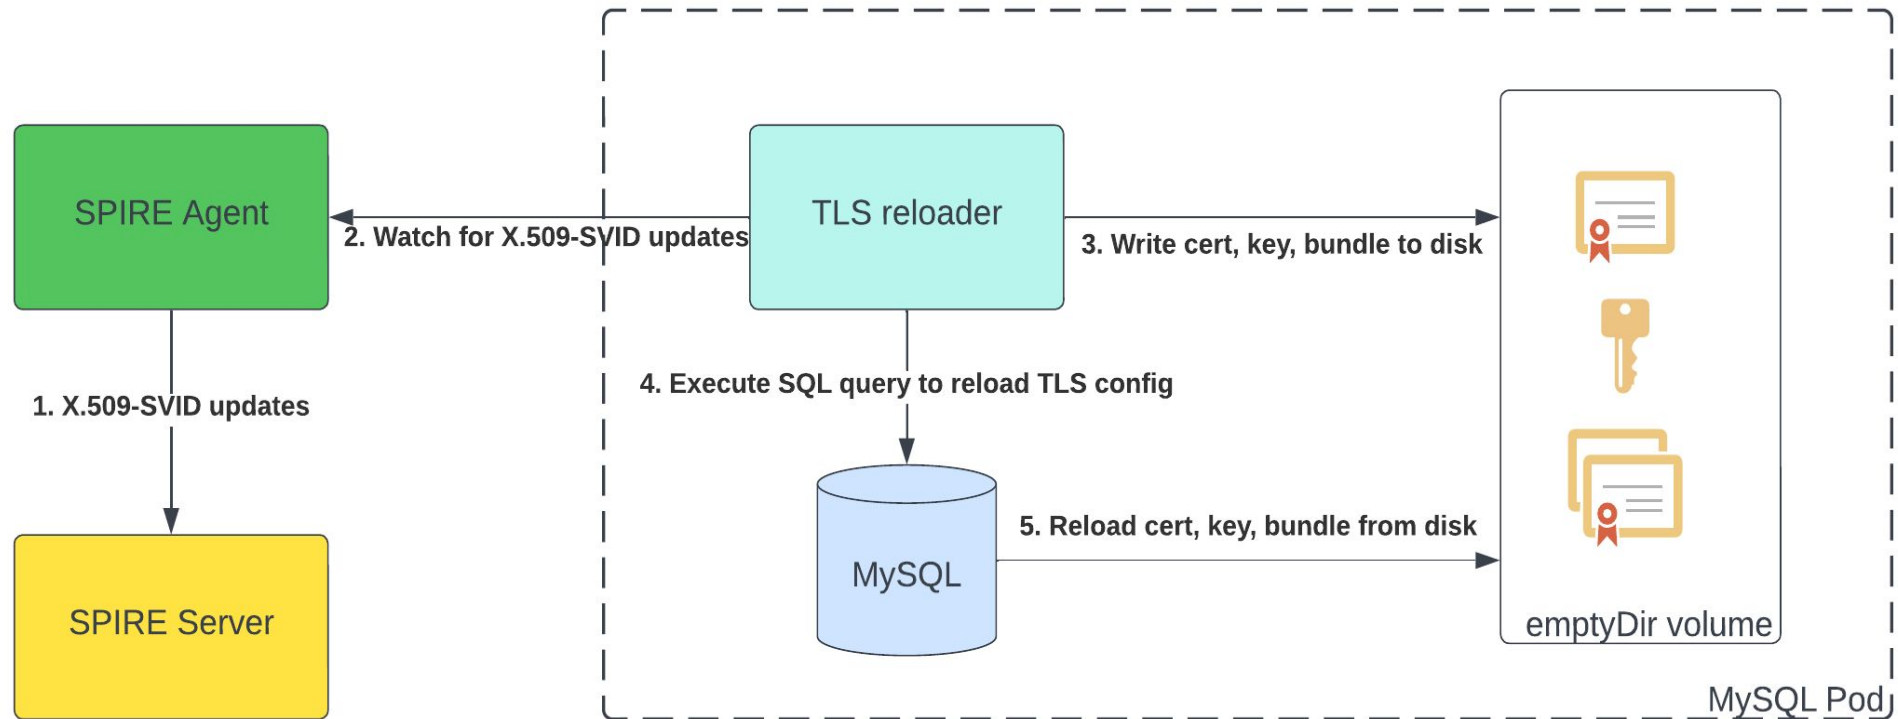 SPIRE Agent
2. Watch for X.509-SVID updates
TLS reloader
3. Write cert, key, bundle to disk
1. X.509-SVID updates
4. Execute SQL query to reload TLS config
5. Reload cert, key, bundle from disk
MySQL
SPIRE Server
emptyDir volume
MySQL Pod